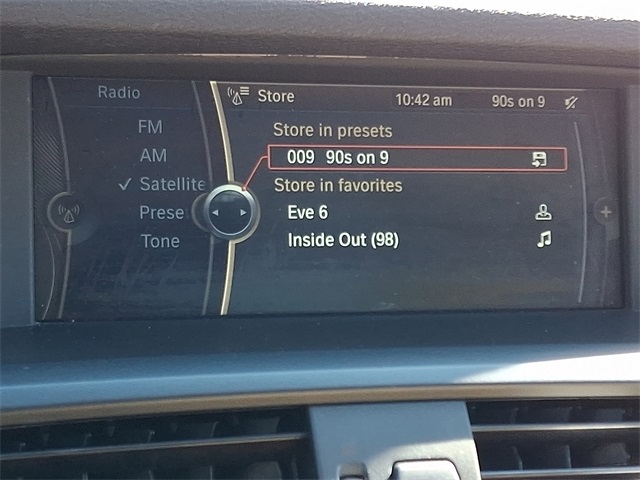 Radio
FM
AM
Satellite
Prese
Tone
Store 10:42 am 90s on 9
Store in presets
009 90s on 9
Store in favorites
Eve 6
Inside Out (98)